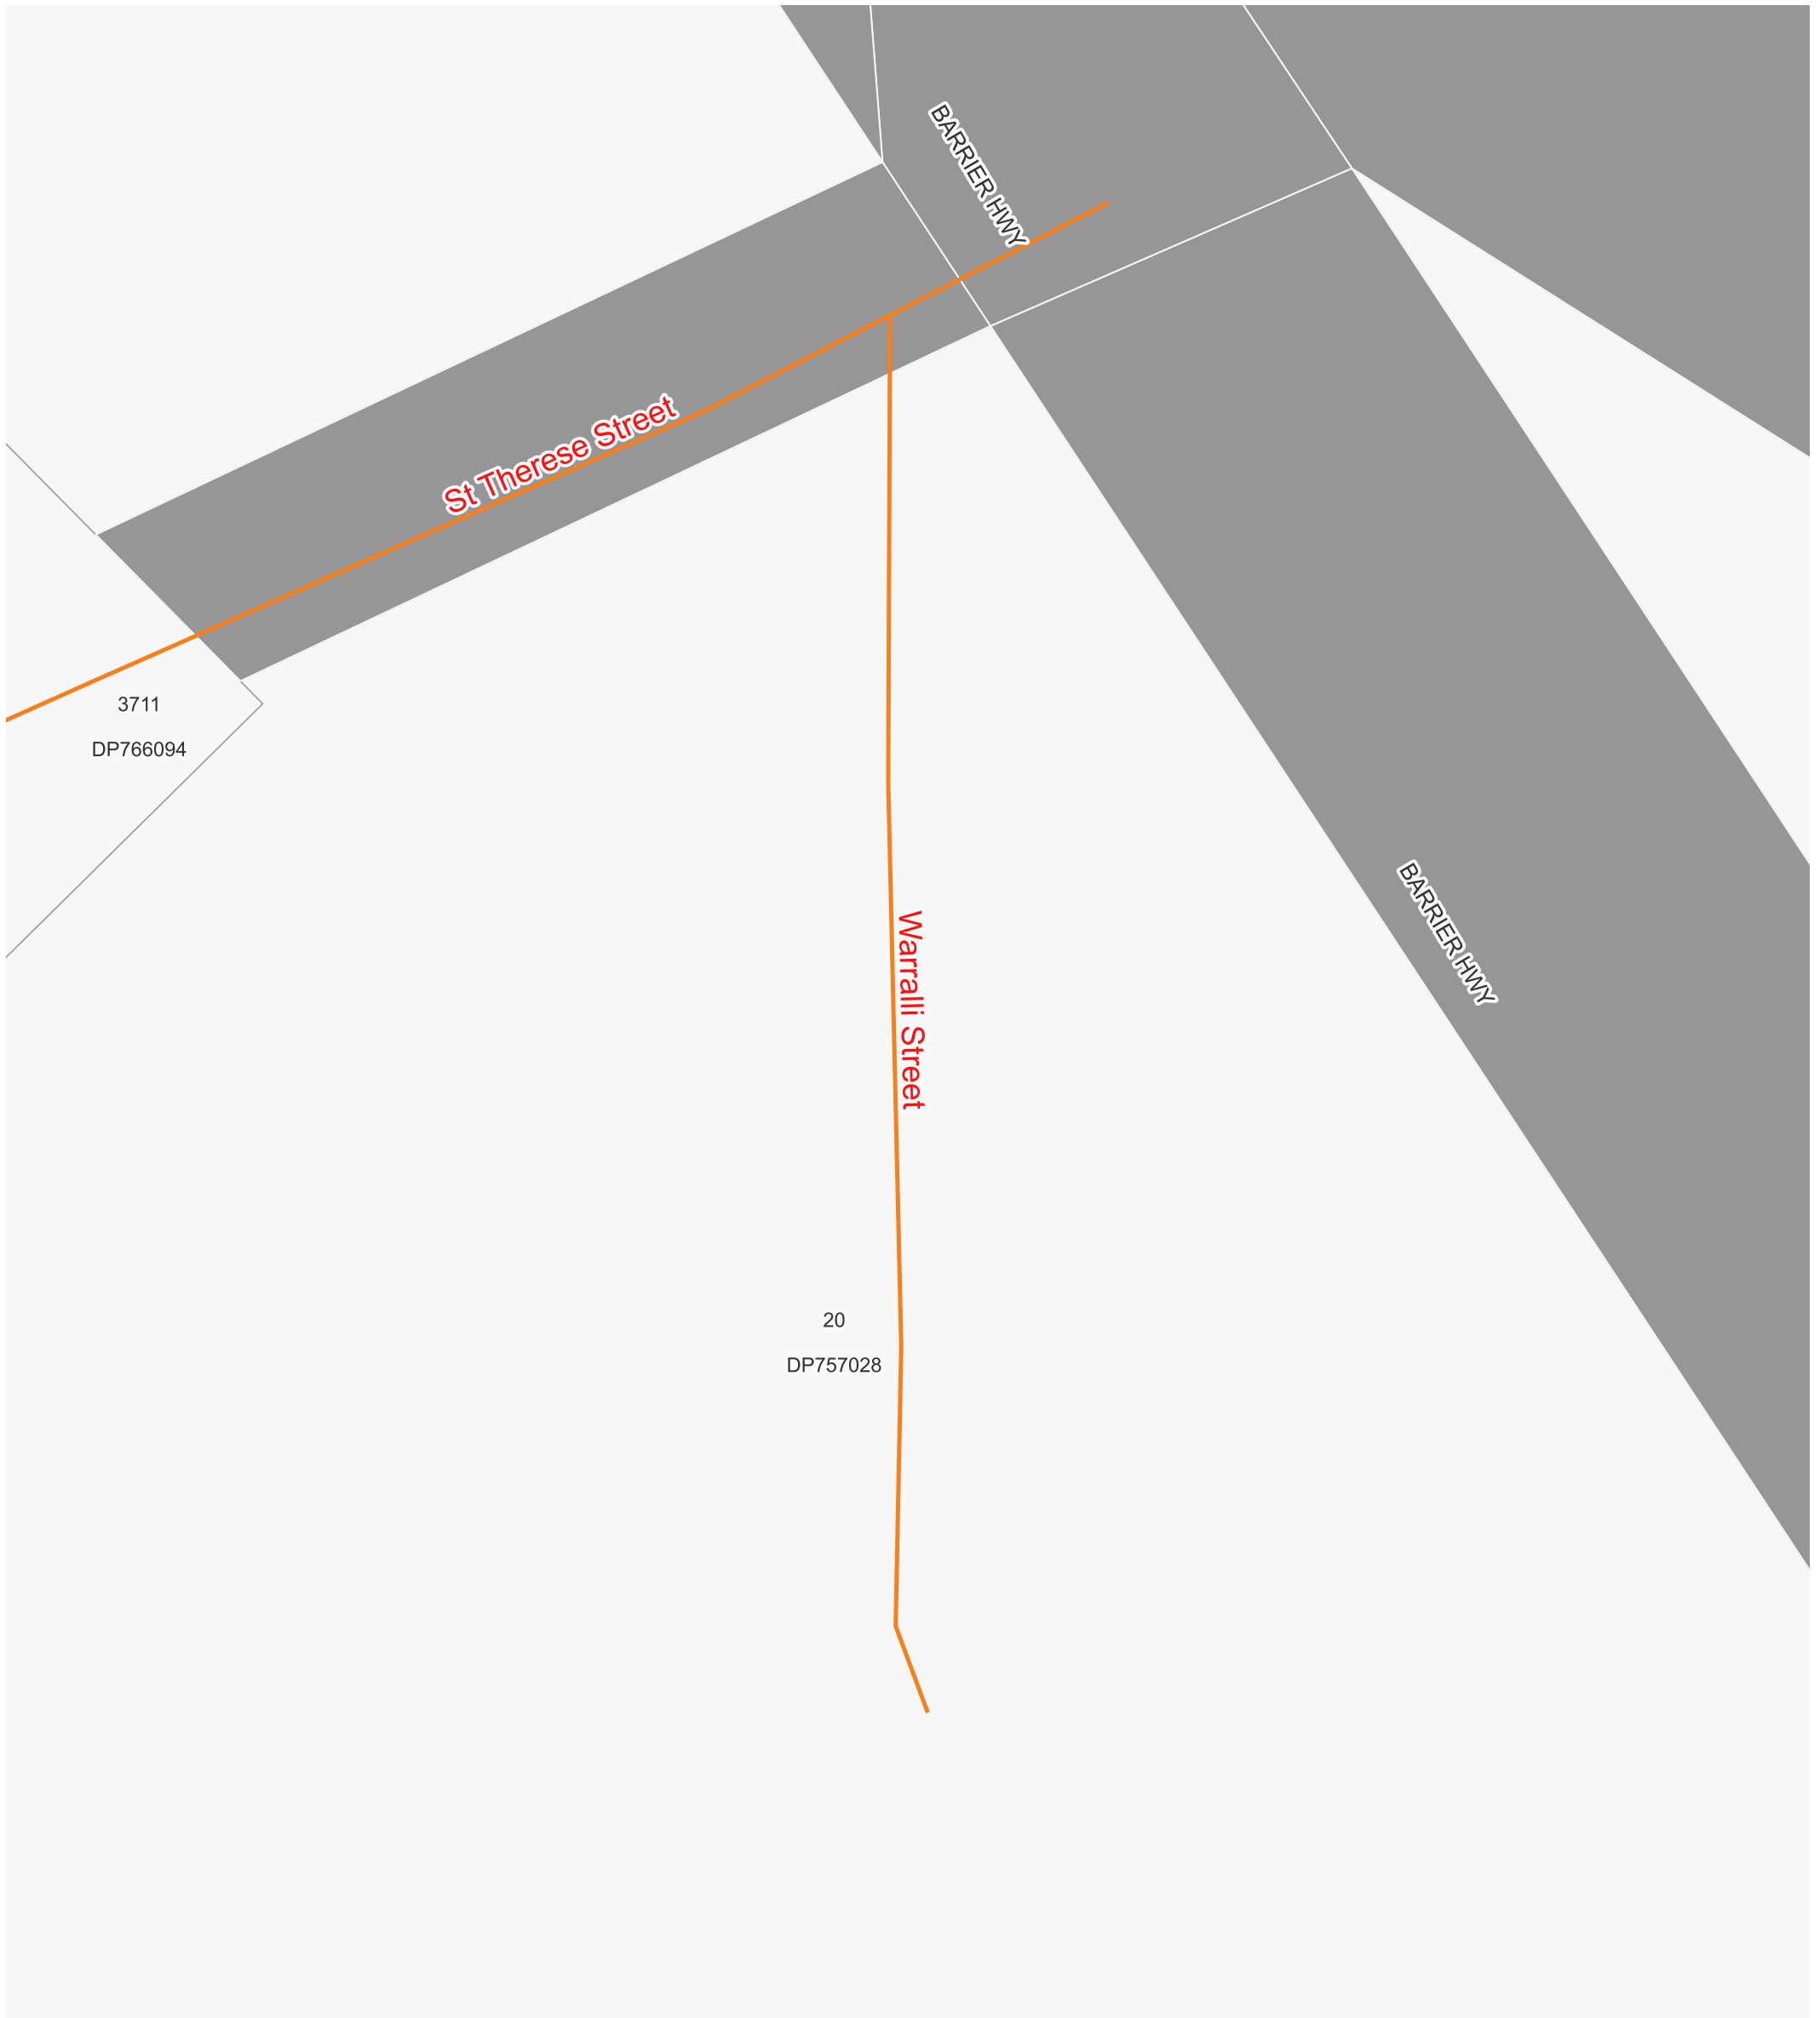 BARRIER HWY
St Therese Street
3711
DP766094
BARRIER HWY
Warralli Street
20
DP757028